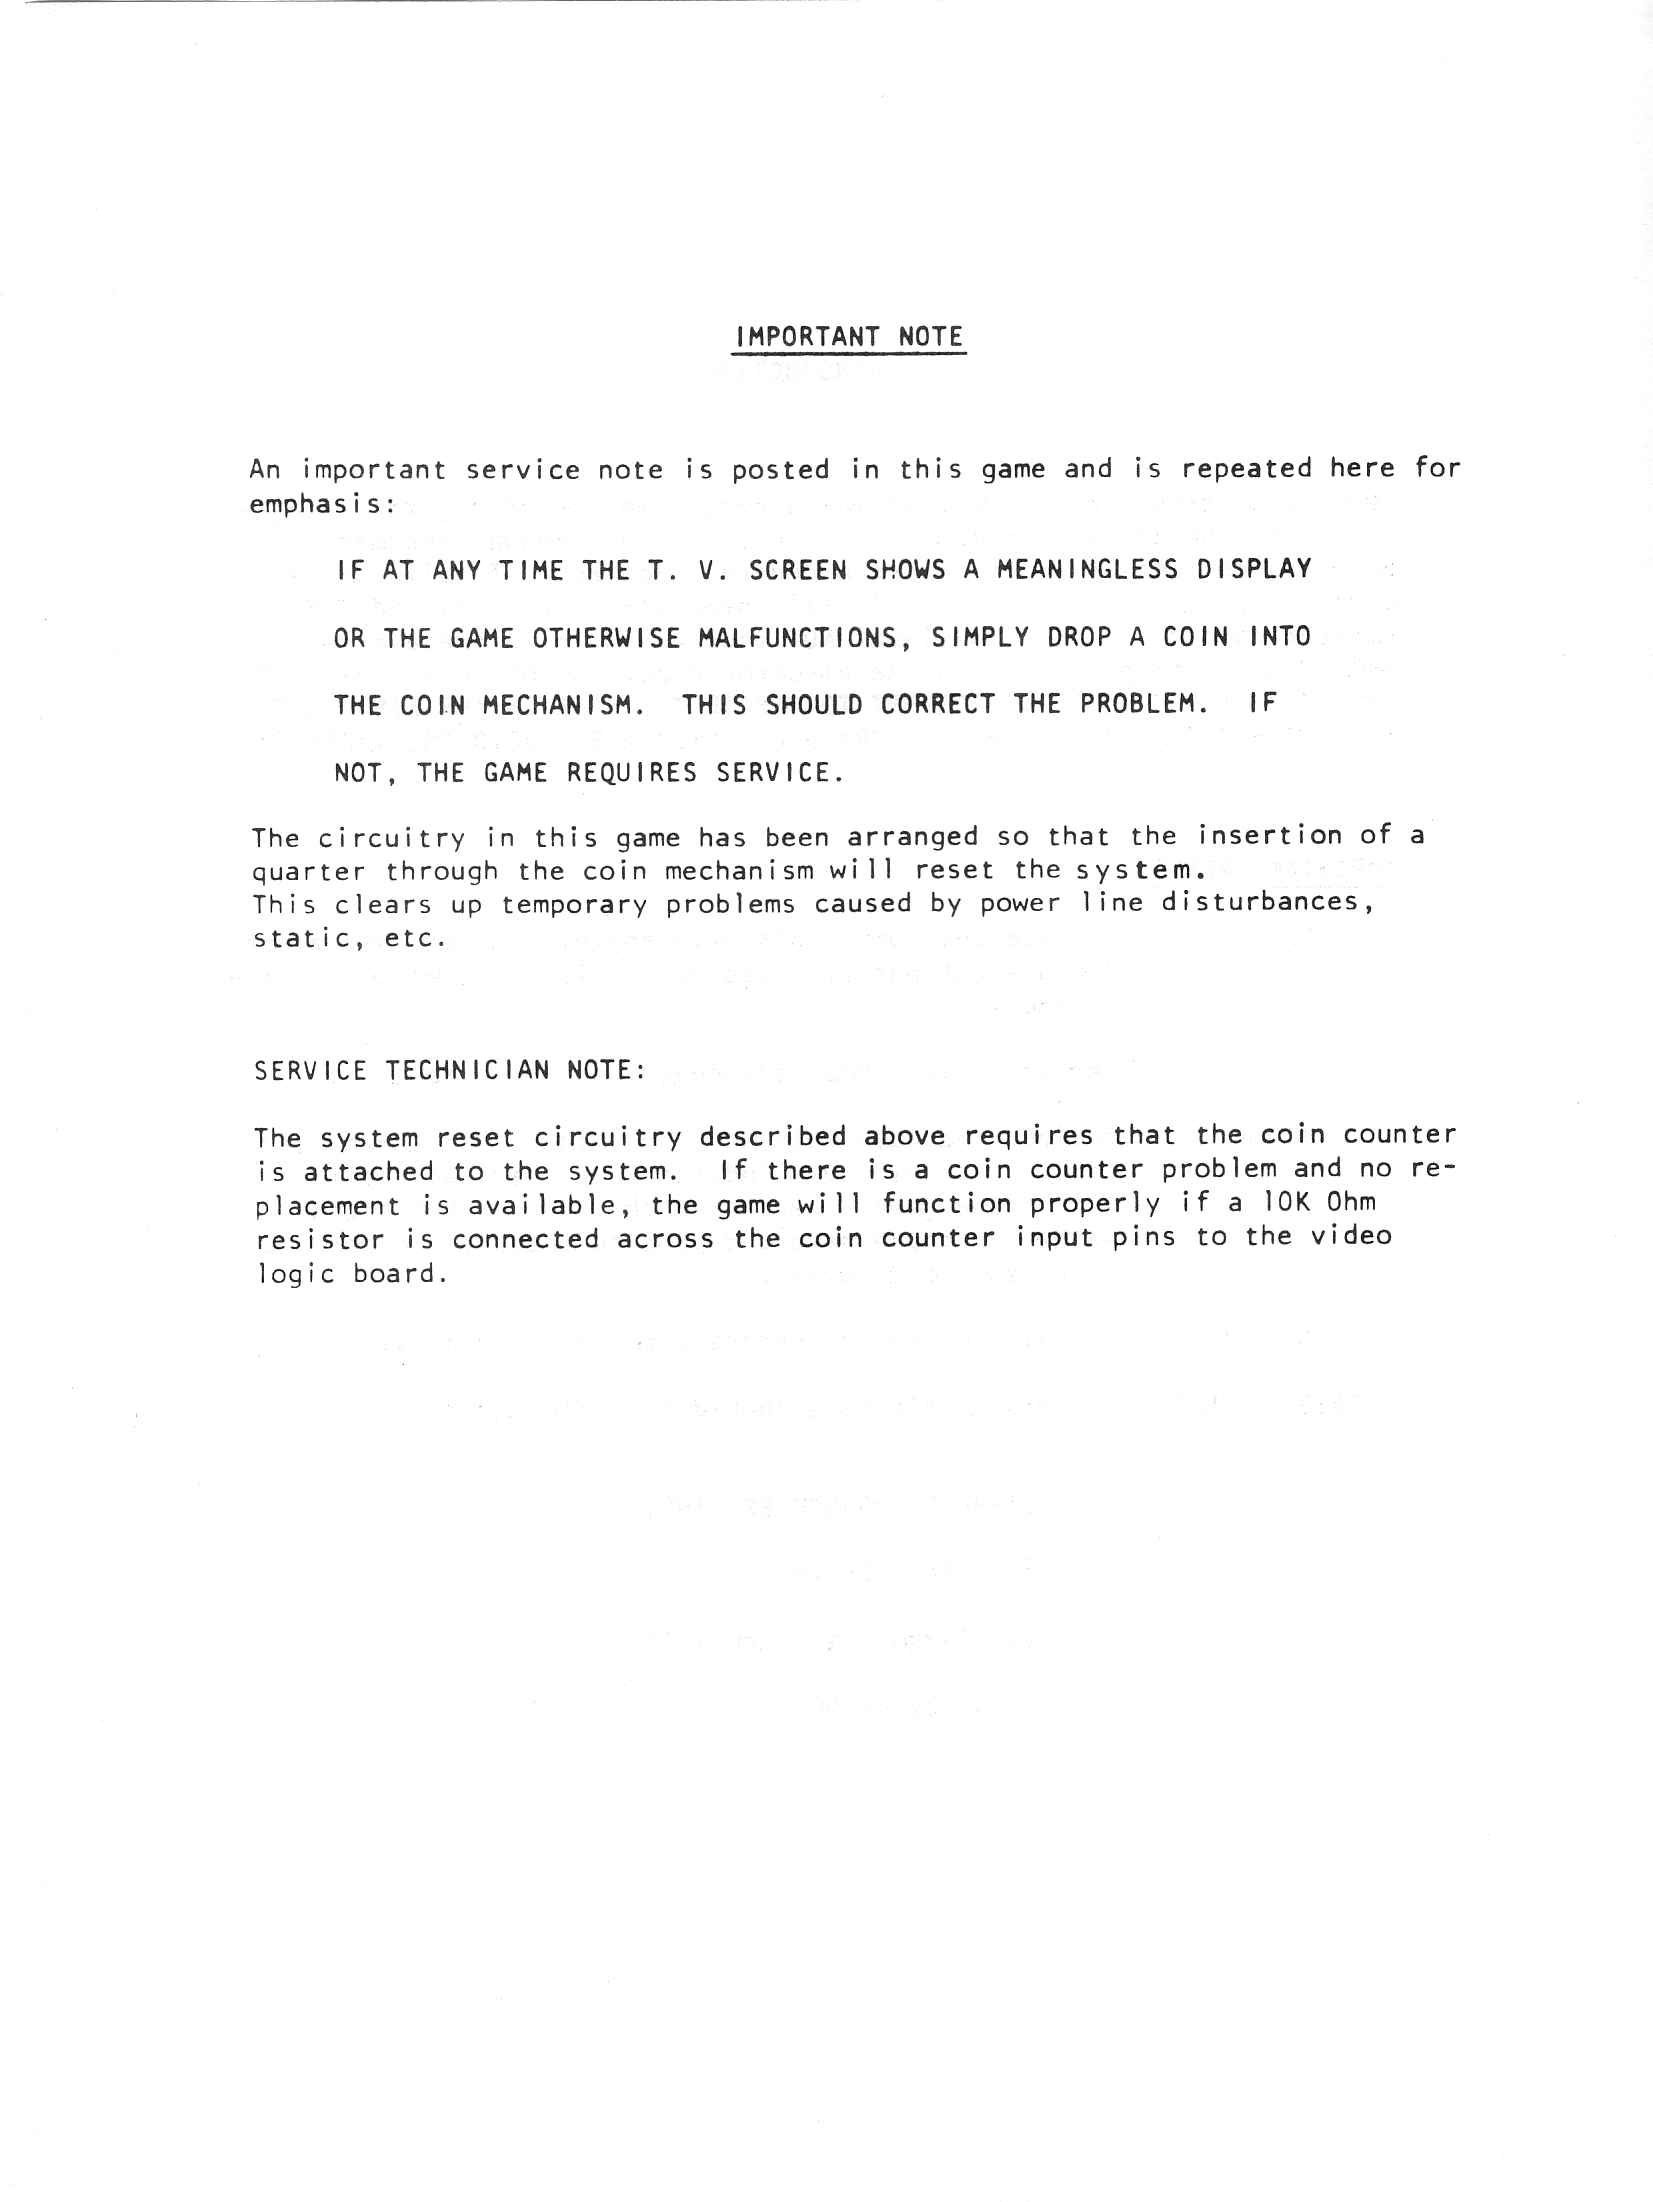 IMPORTANT NOTE
An important service note is posted in this game and is repeated here for
emphasis:
IF AT ANY TIME THE T. V. SCREEN SHOWS A MEANINGLESS DISPLAY
OR THE GAME OTHERWISE MALFUNCTIONS, SIMPLY DROP A COIN INTO
THE COIN MECHANISM. THIS SHOULD CORRECT THE PROBLEM. IF
NOT, THE GAME REQUIRES SERVICE.
The circuitry in this game has been arranged so that the insertion of a
quarter through the coin mechanism will reset the system.
This clears up temporary problems caused by power line disturbances,
static, etc.
SERVICE TECHNICIAN NOTE:
The system reset circuitry described above requires that the coin counter
is attached to the system. If there is a coin counter problem and no re-
placement is available, the game will function properly if a 10K Ohm
resistor is connected across the coin counter input pins to the video
logic board.